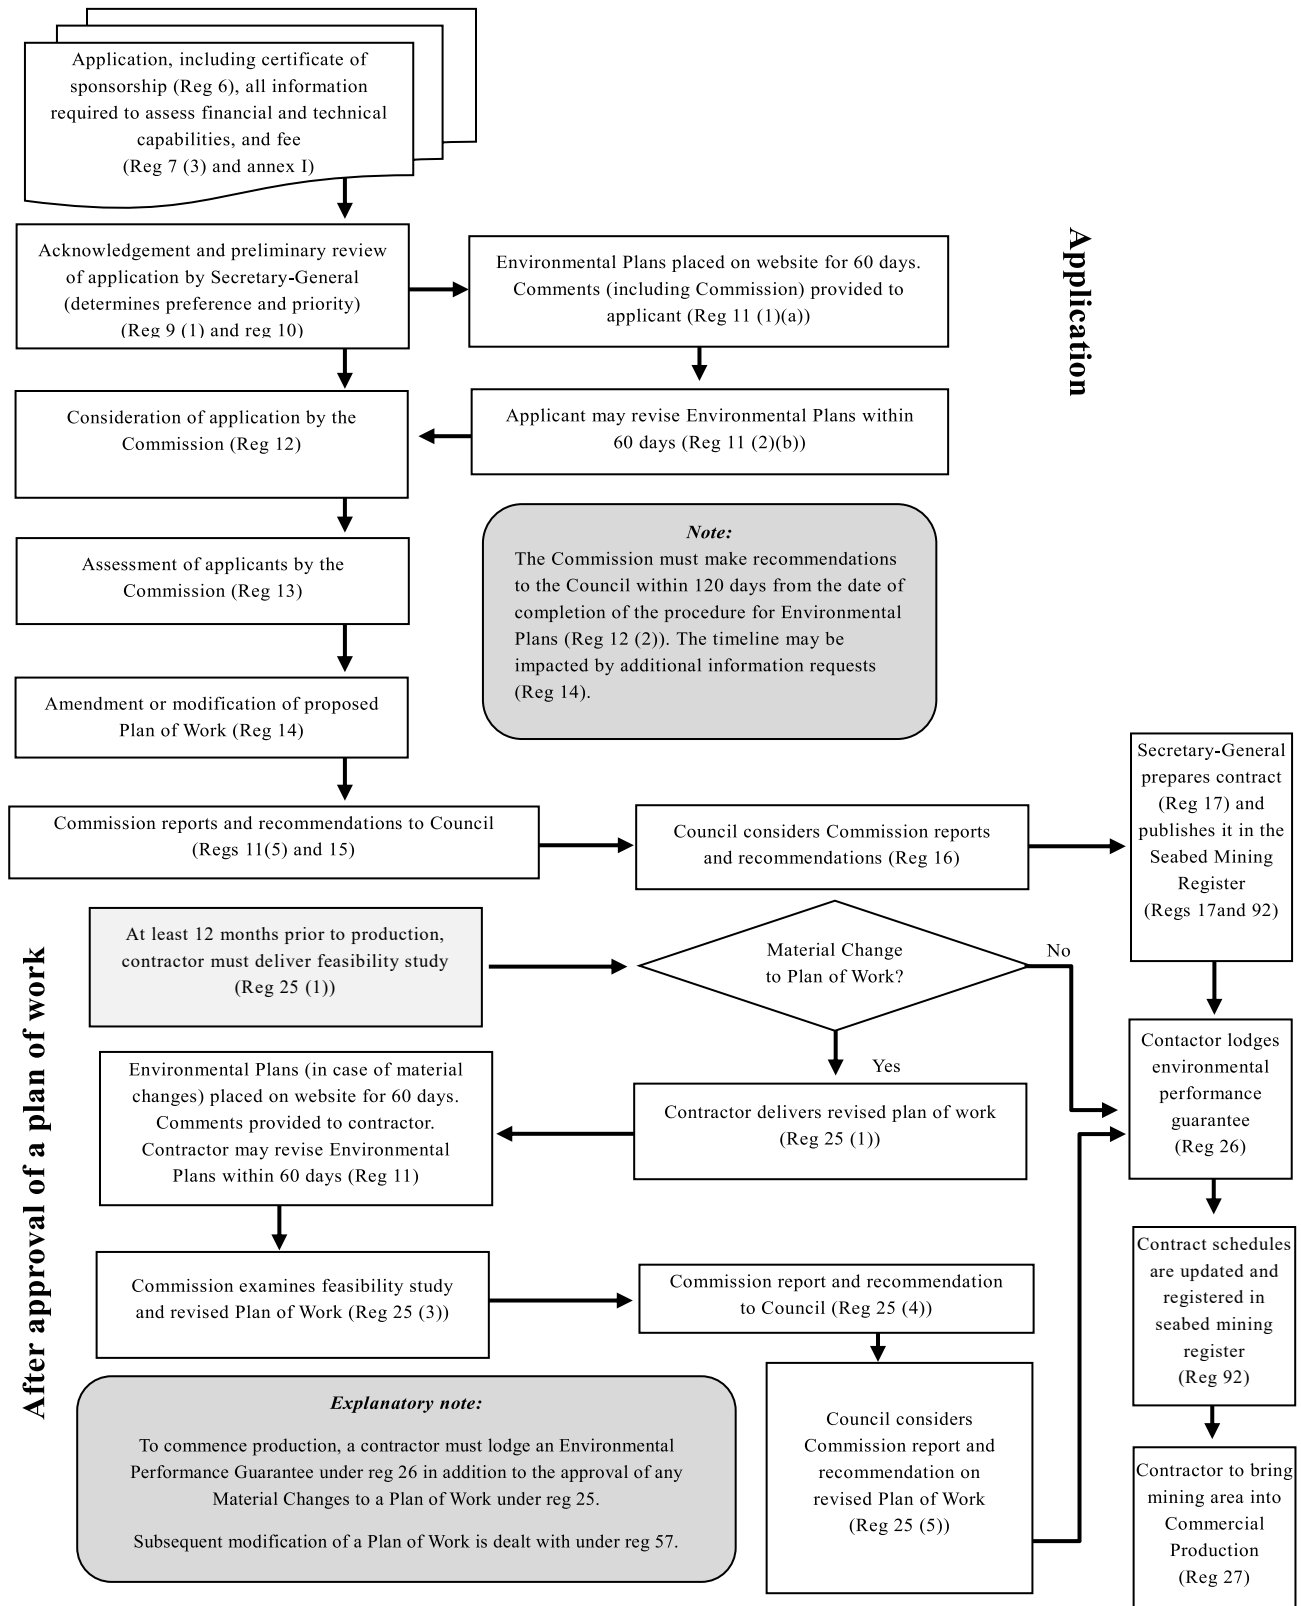 Application, including certificate of
sponsorship (Reg 6), all information
required to assess financial and technical
capabilities, and fee
(Reg 7 (3) and annex I)
Acknowledgement and preliminary review
of application by Secretary-General
(determines preference and priority)
(Reg 9 (1) and reg 10)
Environmental Plans placed on website for 60 days.
Comments (including Commission) provided to
applicant (Reg 11 (1)(a))
Application
Consideration of application by the
Commission (Reg 12)
Applicant may revise Environmental Plans within
60 days (Reg 11 (2)(b))
Assessment of applicants by the
Commission (Reg 13)
Note:
The Commission must make recommendations
to the Council within 120 days from the date of
completion of the procedure for Environmental
Plans (Reg 12 (2)). The timeline may be
impacted by additional information requests
(Reg 14).
Amendment or modification of proposed
Plan of Work (Reg 14)
Commission reports and recommendations to Council
(Regs 11(5) and 15)
Council considers Commission reports
and recommendations (Reg 16)
Secretary-General
prepares contract
(Reg 17) and
publishes it in the
Seabed Mining
Register
(Regs 17and 92)
After approval of a plan of work
At least 12 months prior to production,
contractor must deliver feasibility study
(Reg 25 (1))
Material Change
to Plan of Work?
No
Yes
Contactor lodges
environmental
performance
guarantee
(Reg 26)
Environmental Plans (in case of material
changes) placed on website for 60 days.
Comments provided to contractor.
Contractor may revise Environmental
Plans within 60 days (Reg 11)
Contractor delivers revised plan of work
(Reg 25 (1))
Commission examines feasibility study
and revised Plan of Work (Reg 25 (3))
Commission report and recommendation
to Council (Reg 25 (4))
Contract schedules
are updated and
registered in
seabed mining
register
(Reg 92)
Explanatory note:
To commence production, a contractor must lodge an Environmental
Performance Guarantee under reg 26 in addition to the approval of any
Material Changes to a Plan of Work under reg 25.
Subsequent modification of a Plan of Work is dealt with under reg 57.
Council considers
Commission report and
recommendation on
revised Plan of Work
(Reg 25 (5))
Contractor to bring
mining area into
Commercial
Production
(Reg 27)